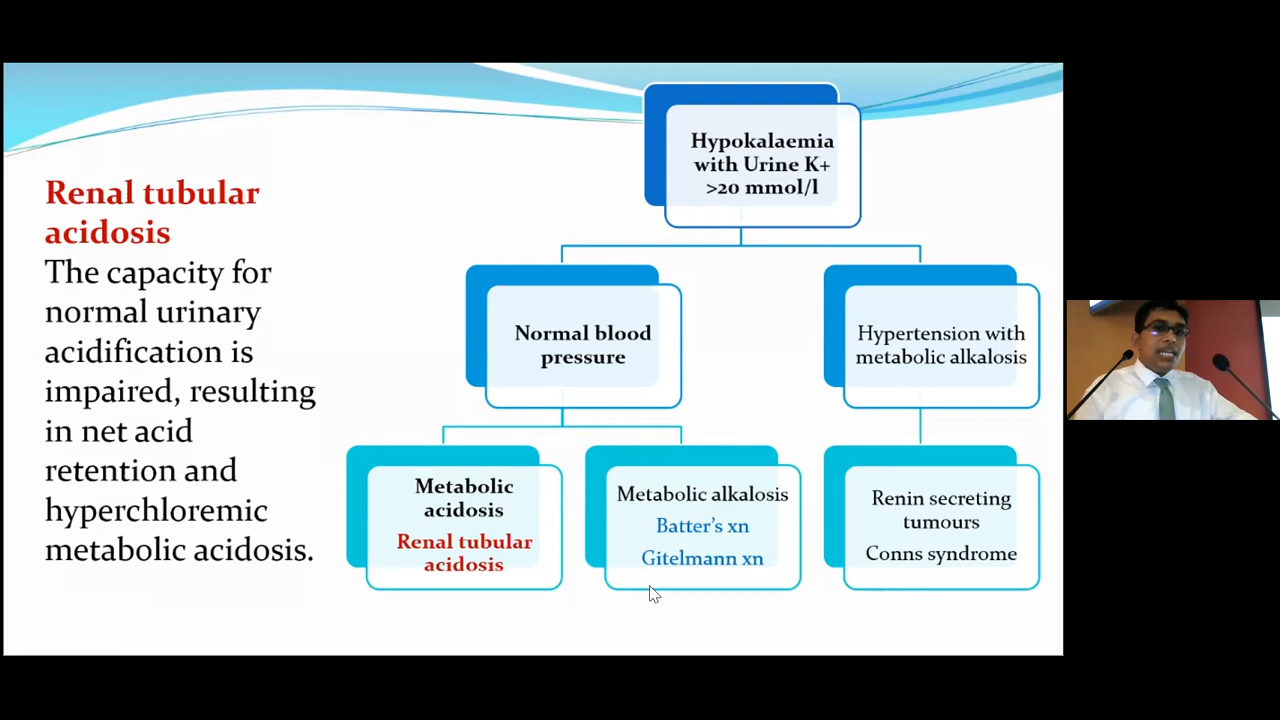 Renal tubular
acidosis
The capacity for
normal urinary
acidification is
impaired, resulting
in net acid
retention and
hyperchloremic
metabolic acidosis.
Hypokalaemia
with Urine K+
>20 mmol/l
Normal blood
pressure
Hypertension with
metabolic alkalosis
Metabolic
acidosis
Renal tubular
acidosis
Metabolic alkalosis
Batter's xn
Gitelmann xn
Renin secreting
tumours
Conns syndrome